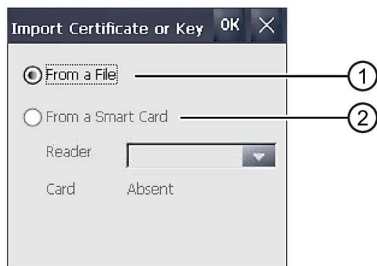 Import Certificate or Key OK
From a File 1
From a Smart Card 2
Reader
Card Absent